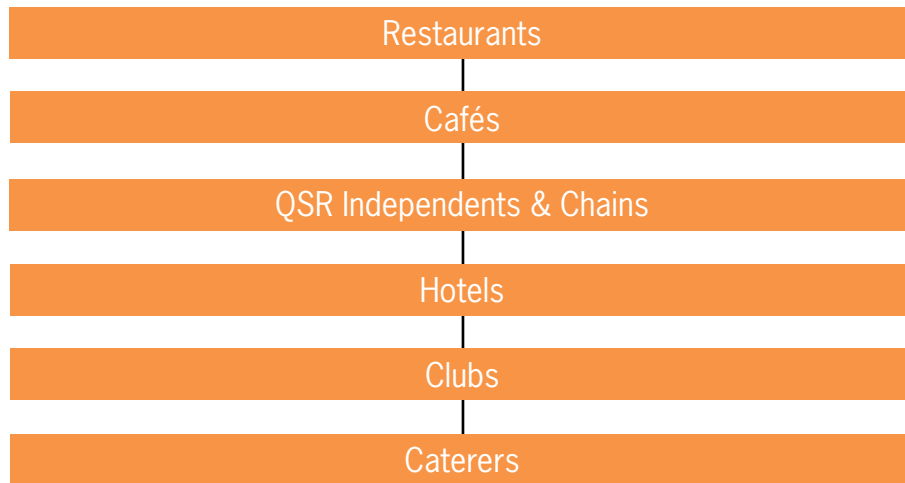 Restaurants
Cafés
QSR Independents & Chains
Hotels
Clubs
Caterers